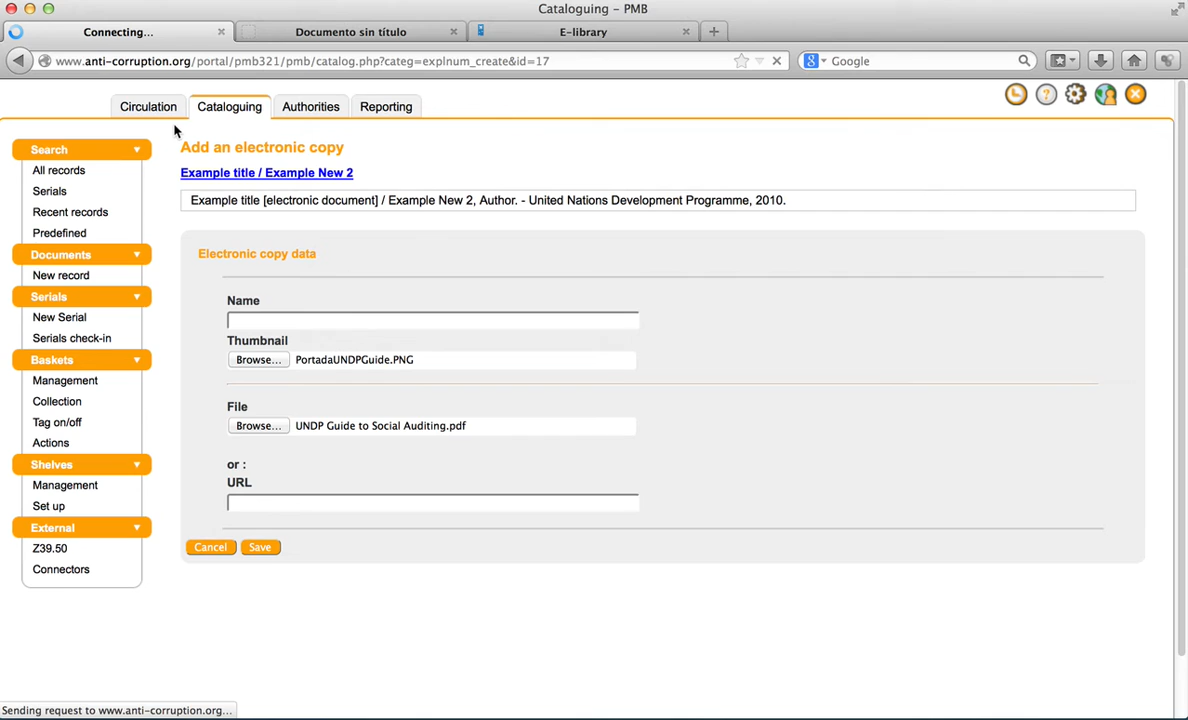 Cataloguing – PMB
Connecting...
Documento sin título
E-library
www.anti-corruption.org/portal/pmb321/pmb/catalog.php?categ=explnum_create&id=17
Google
Circulation
Cataloguing
Authorities
Reporting
Search
All records
Serials
Recent records
Predefined
Documents
New record
Serials
New Serial
Serials check-in
Baskets
Management
Collection
Tag on/off
Actions
Shelves
Management
Set up
External
Z39.50
Connectors
Add an electronic copy
Example title / Example New 2
Example title [electronic document] / Example New 2, Author. - United Nations Development Programme, 2010.
Electronic copy data
Name
Thumbnail
Browse... PortadaUNDPGuide.PNG
File
Browse... UNDP Guide to Social Auditing.pdf
or :
URL
Cancel Save
Sending request to www.anti-corruption.org...